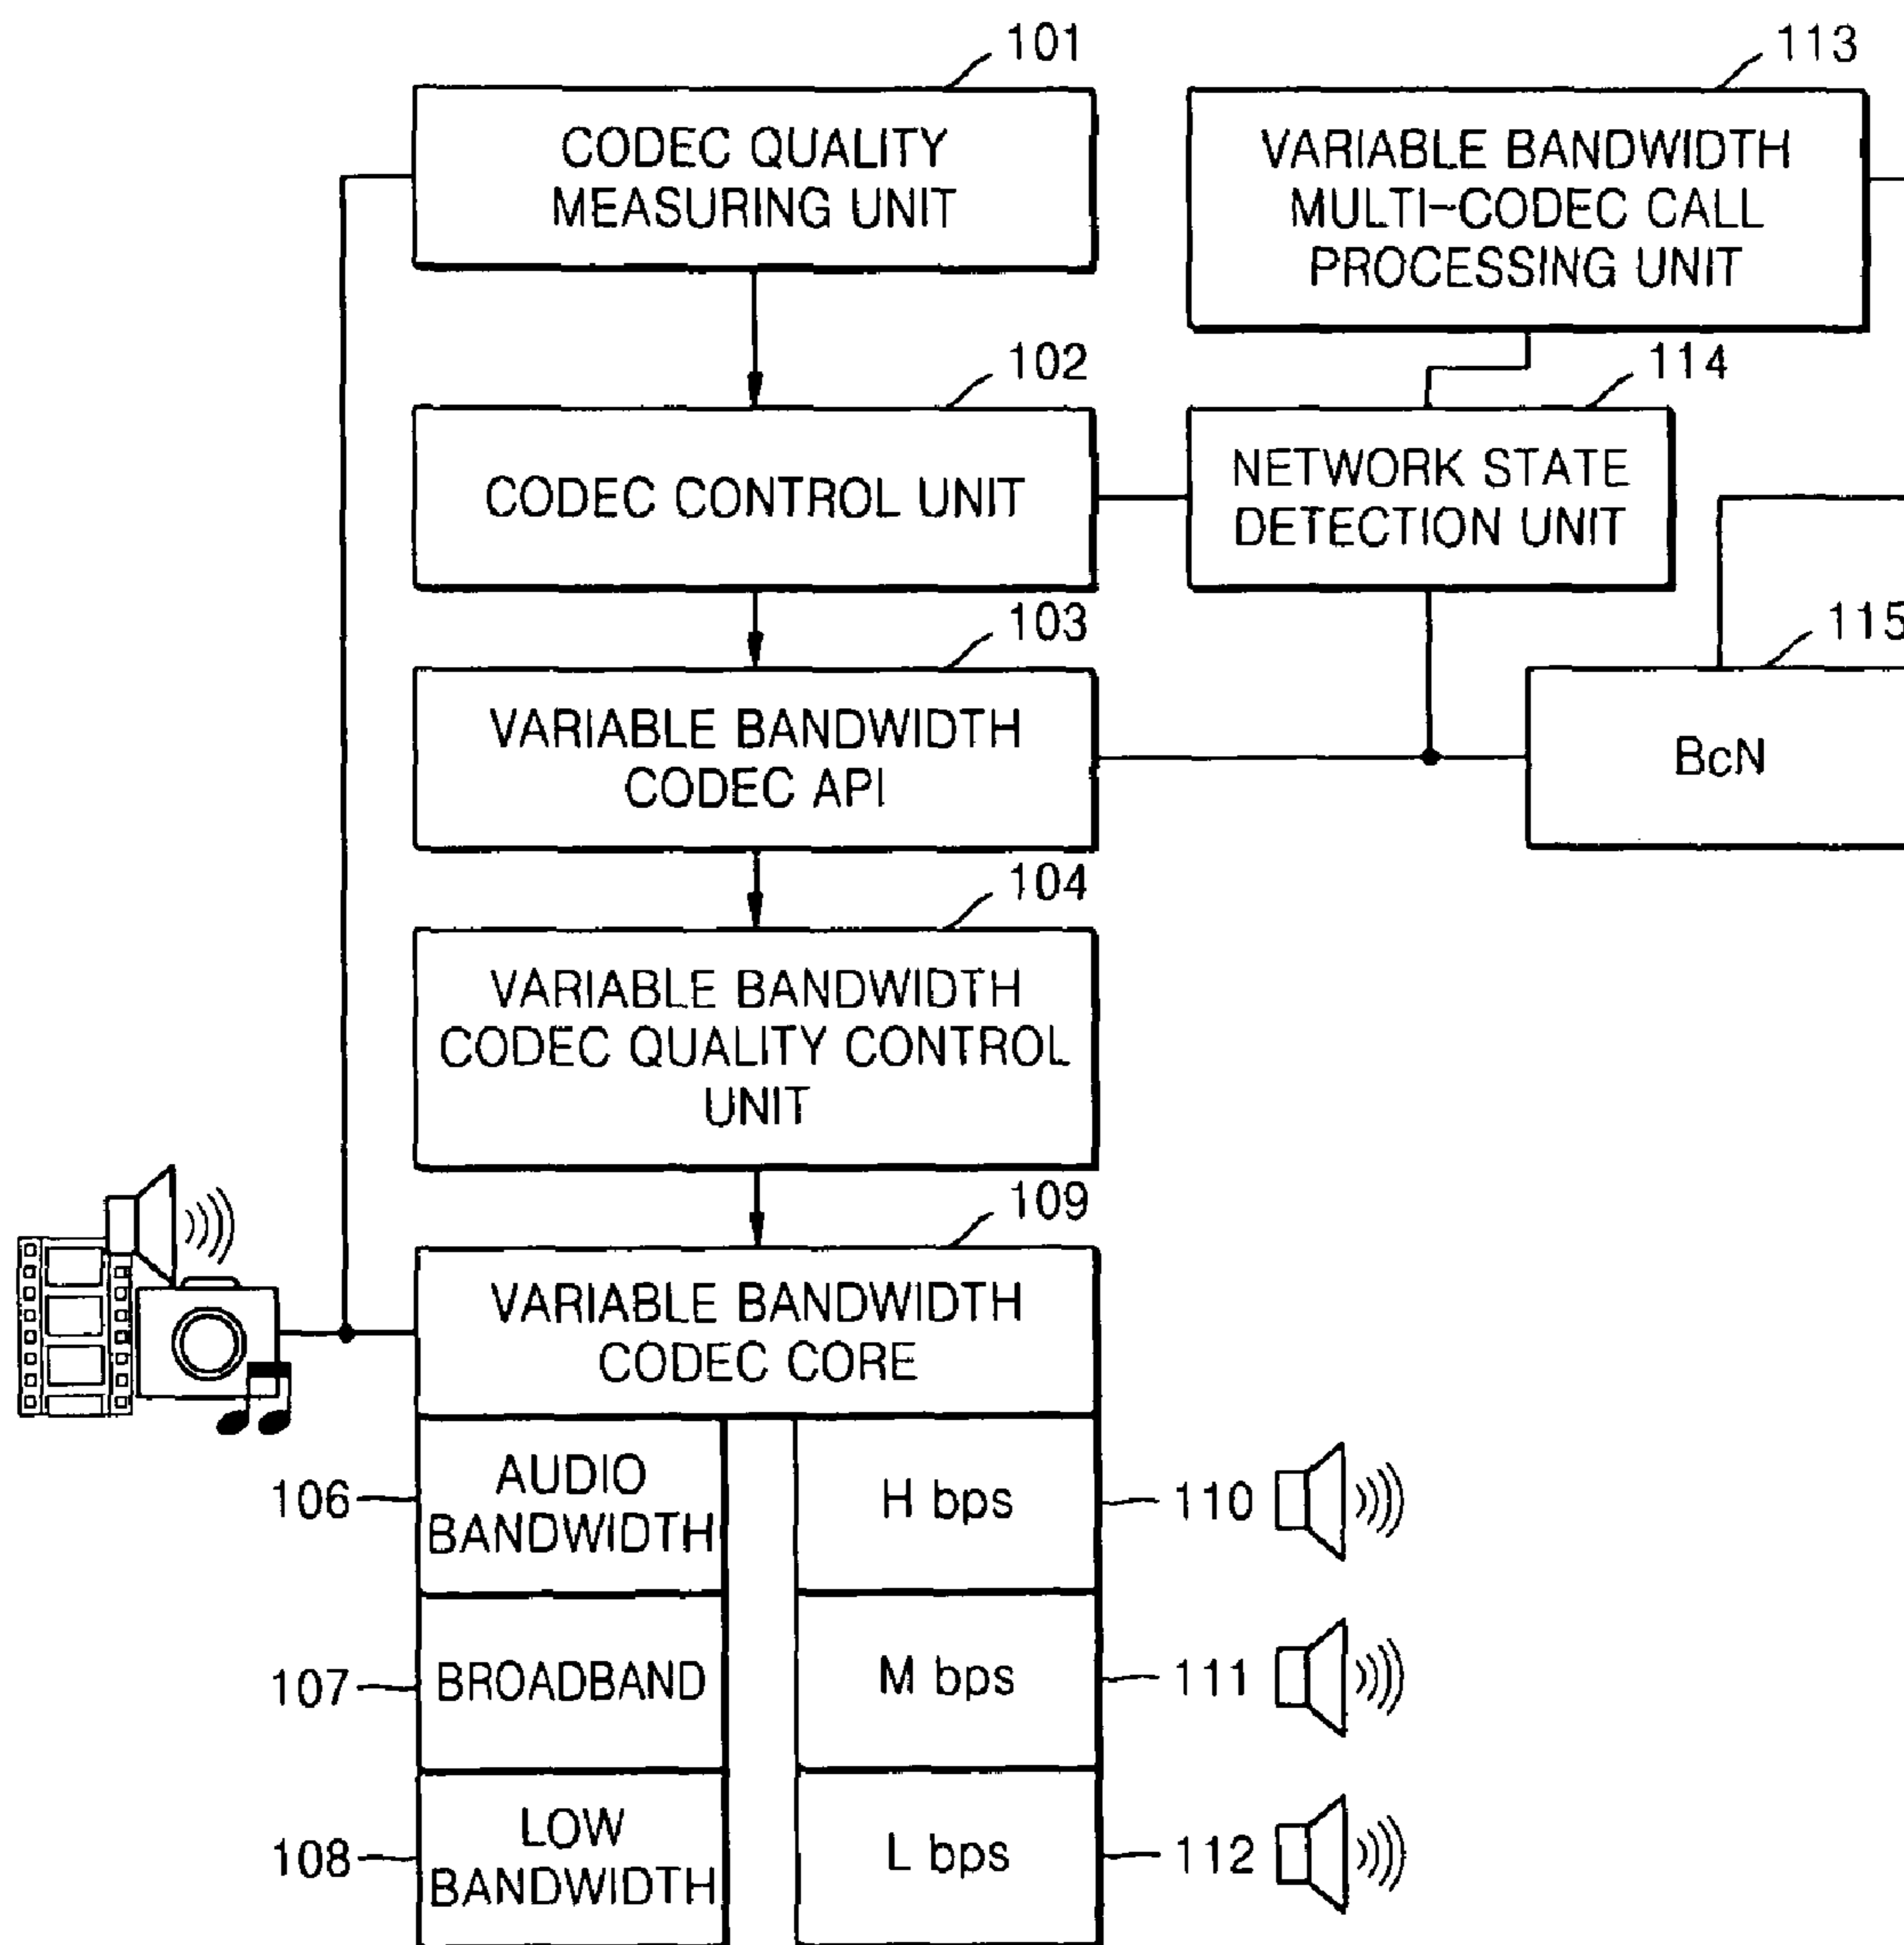 101
CODEC QUALITY
MEASURING UNIT
113
VARIABLE BANDWIDTH
MULTI-CODEC CALL
PROCESSING UNIT
102
CODEC CONTROL UNIT
114
NETWORK STATE
DETECTION UNIT
103
VARIABLE BANDWIDTH
CODEC API
115
BcN
104
VARIABLE BANDWIDTH
CODEC QUALITY CONTROL
UNIT
109
VARIABLE BANDWIDTH
CODEC CORE
106
AUDIO
BANDWIDTH
H bps
110
107
BROADBAND
M bps
111
108
LOW
BANDWIDTH
L bps
112